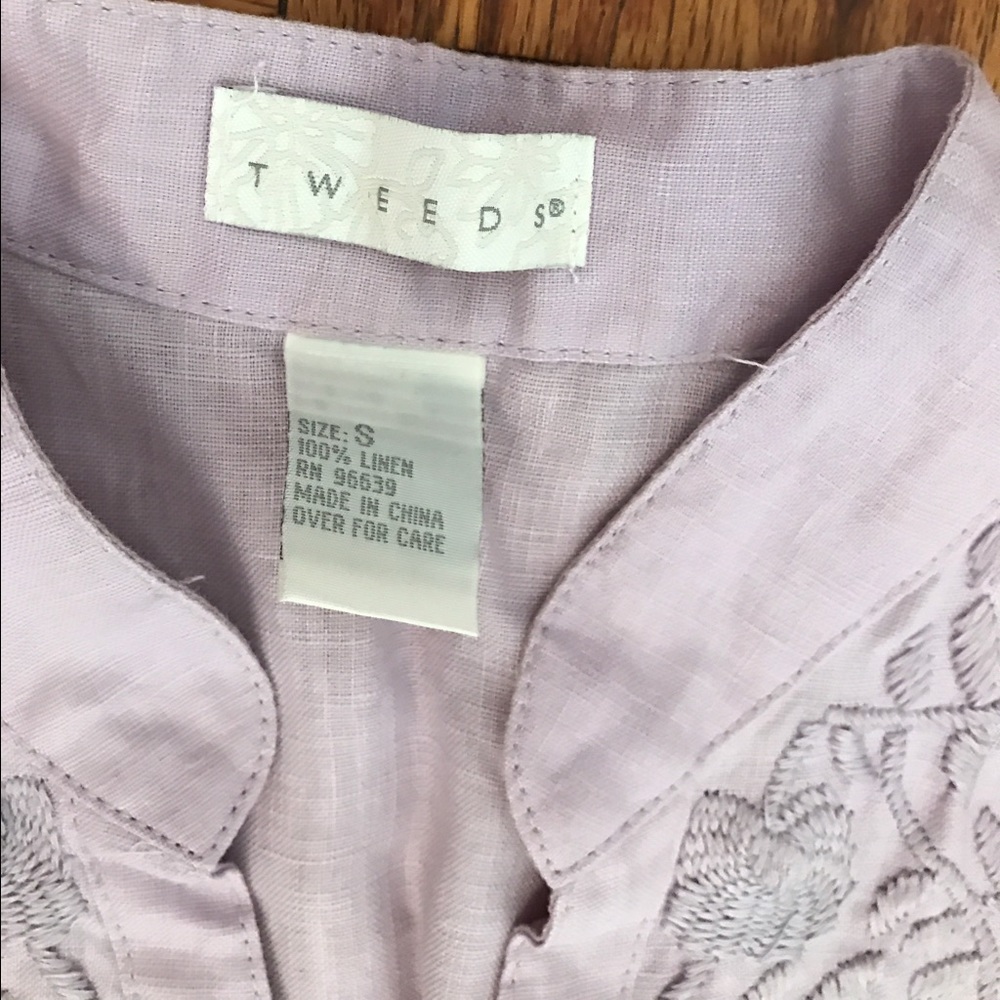 TWEEDS®
SIZE: S
100% LINEN
RN 96639
MADE IN CHINA
OVER FOR CARE